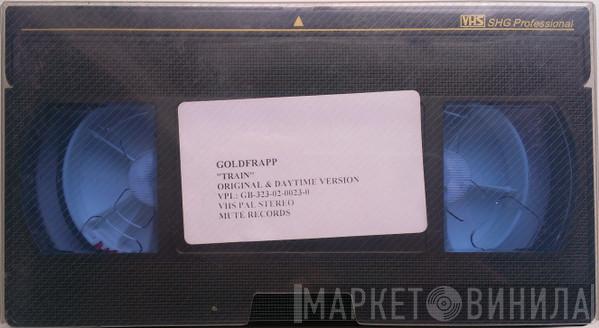 VHS SHG Professional
GOLDFRAPP
"TRAIN"
ORIGINAL & DAYTIME VERSION
VPL: GB-323-02-0023-0
VHS PAL STEREO
MUTE RECORDS
МАРКЕТ ВИНИЛА